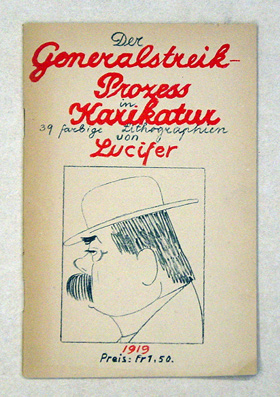 Der
Generalstreik-
Prozess
in
Karikatur
39 farbige Lithographien
von
Lucifer
1919
Preis: Fr 1.50.